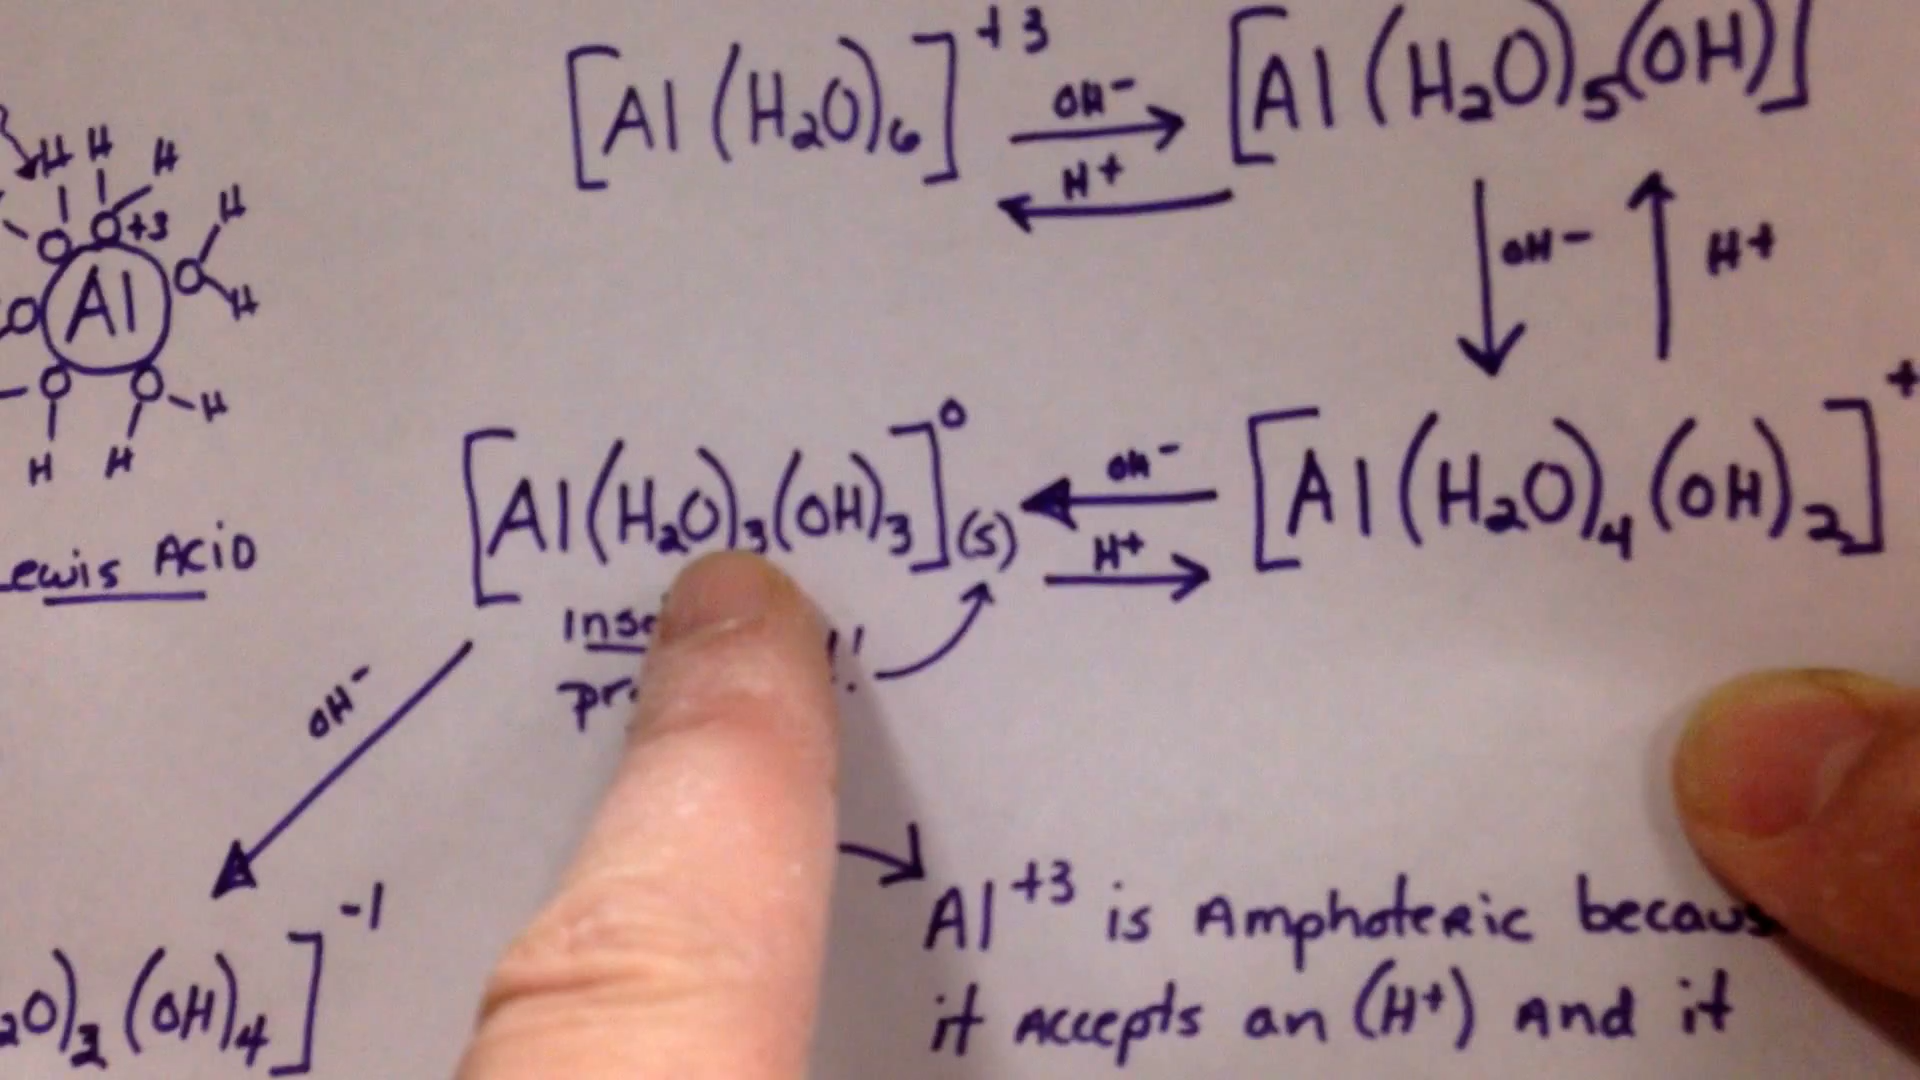 [Al(H₂O)₆]⁺³ OH⁻ H⁺ [Al(H₂O)₅(OH)]
OH⁻ H⁺
H H H H
O O +3 O H
O Al
O O H
H H
[Al(H₂O)₃(OH)₃]⁰(s) OH⁻ H⁺ [Al(H₂O)₄(OH)₂]⁺
ewis ACiD
!!
OH⁻
₂O)₂(OH)₄]⁻¹
Al⁺³ is Amphoteric becaus
it Accepts an (H⁺) And it